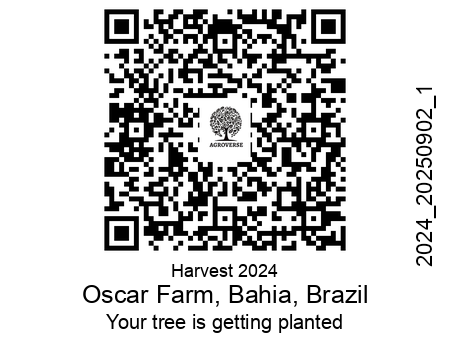 AGROVERSE
Harvest 2024
Oscar Farm, Bahia, Brazil
Your tree is getting planted
2024_20250902_1